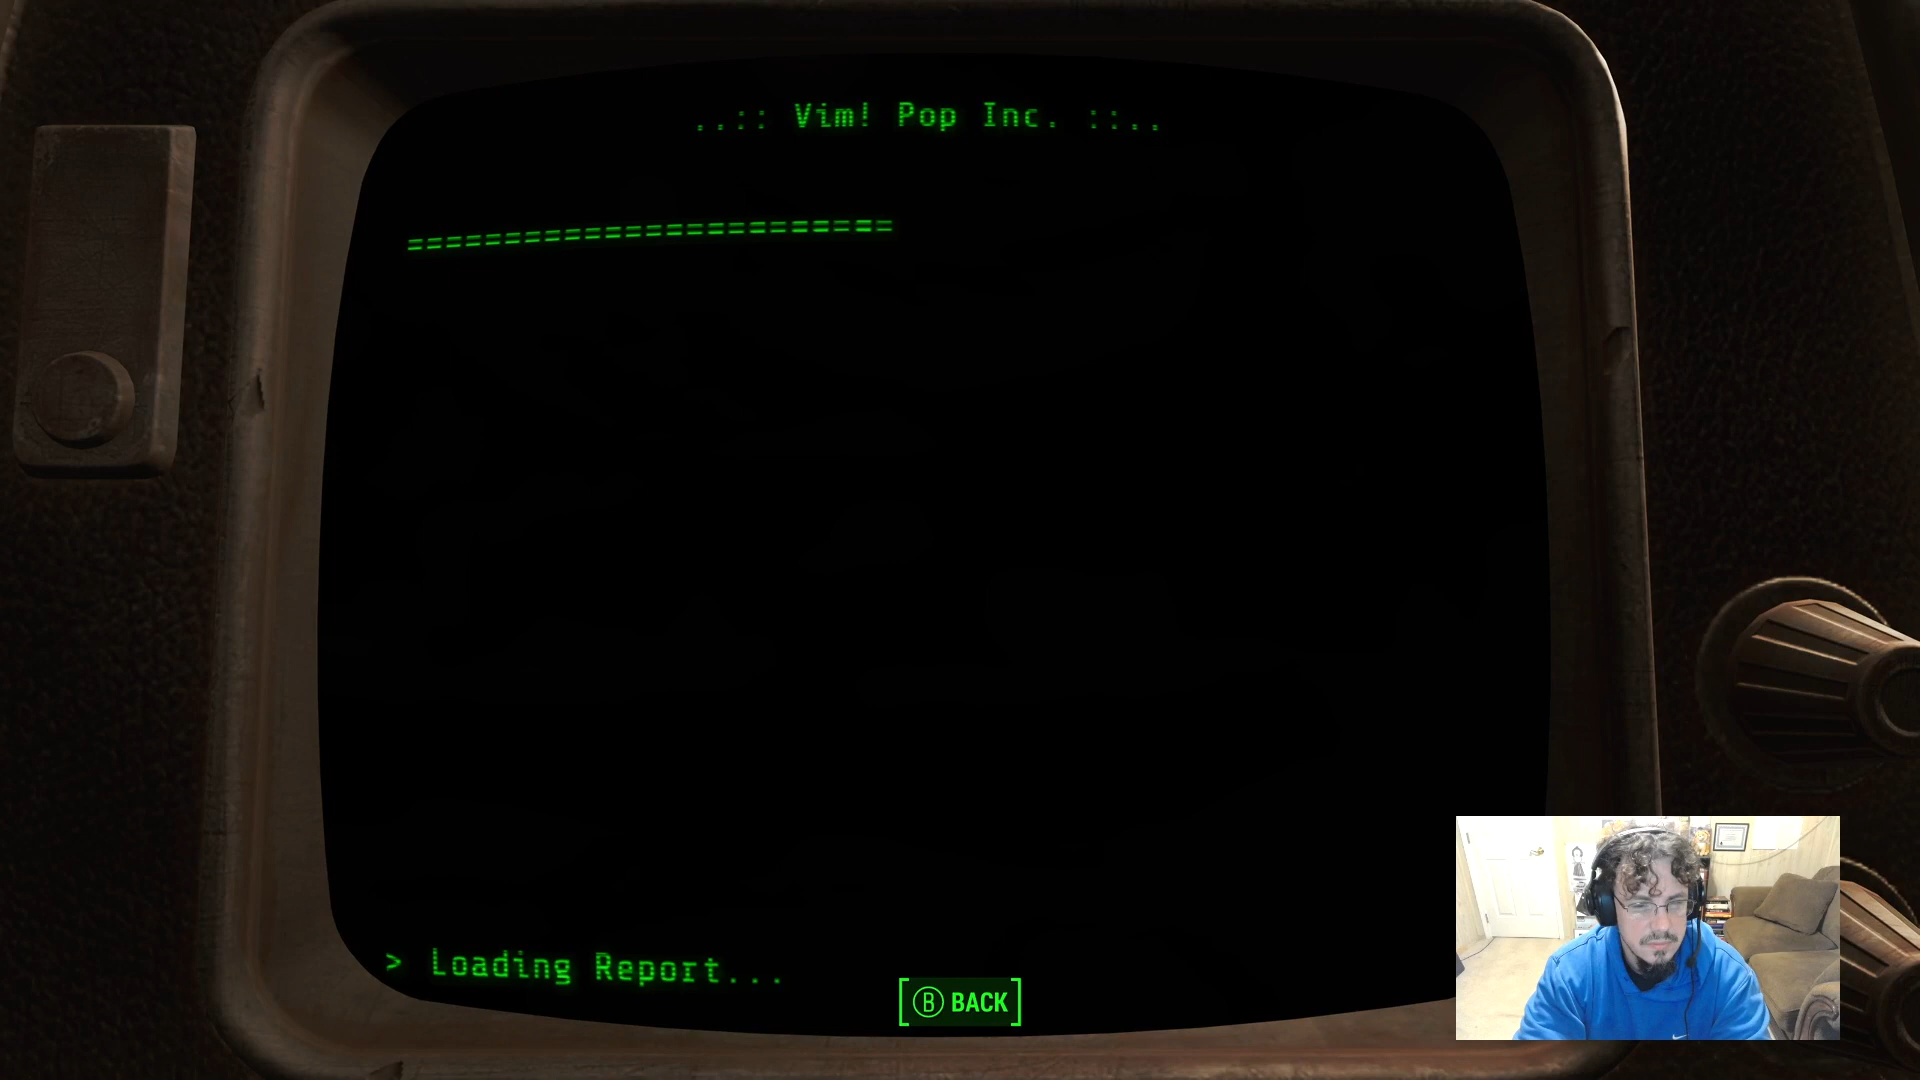 ..:: Vim! Pop Inc. ::..
========================
> Loading Report...
B BACK